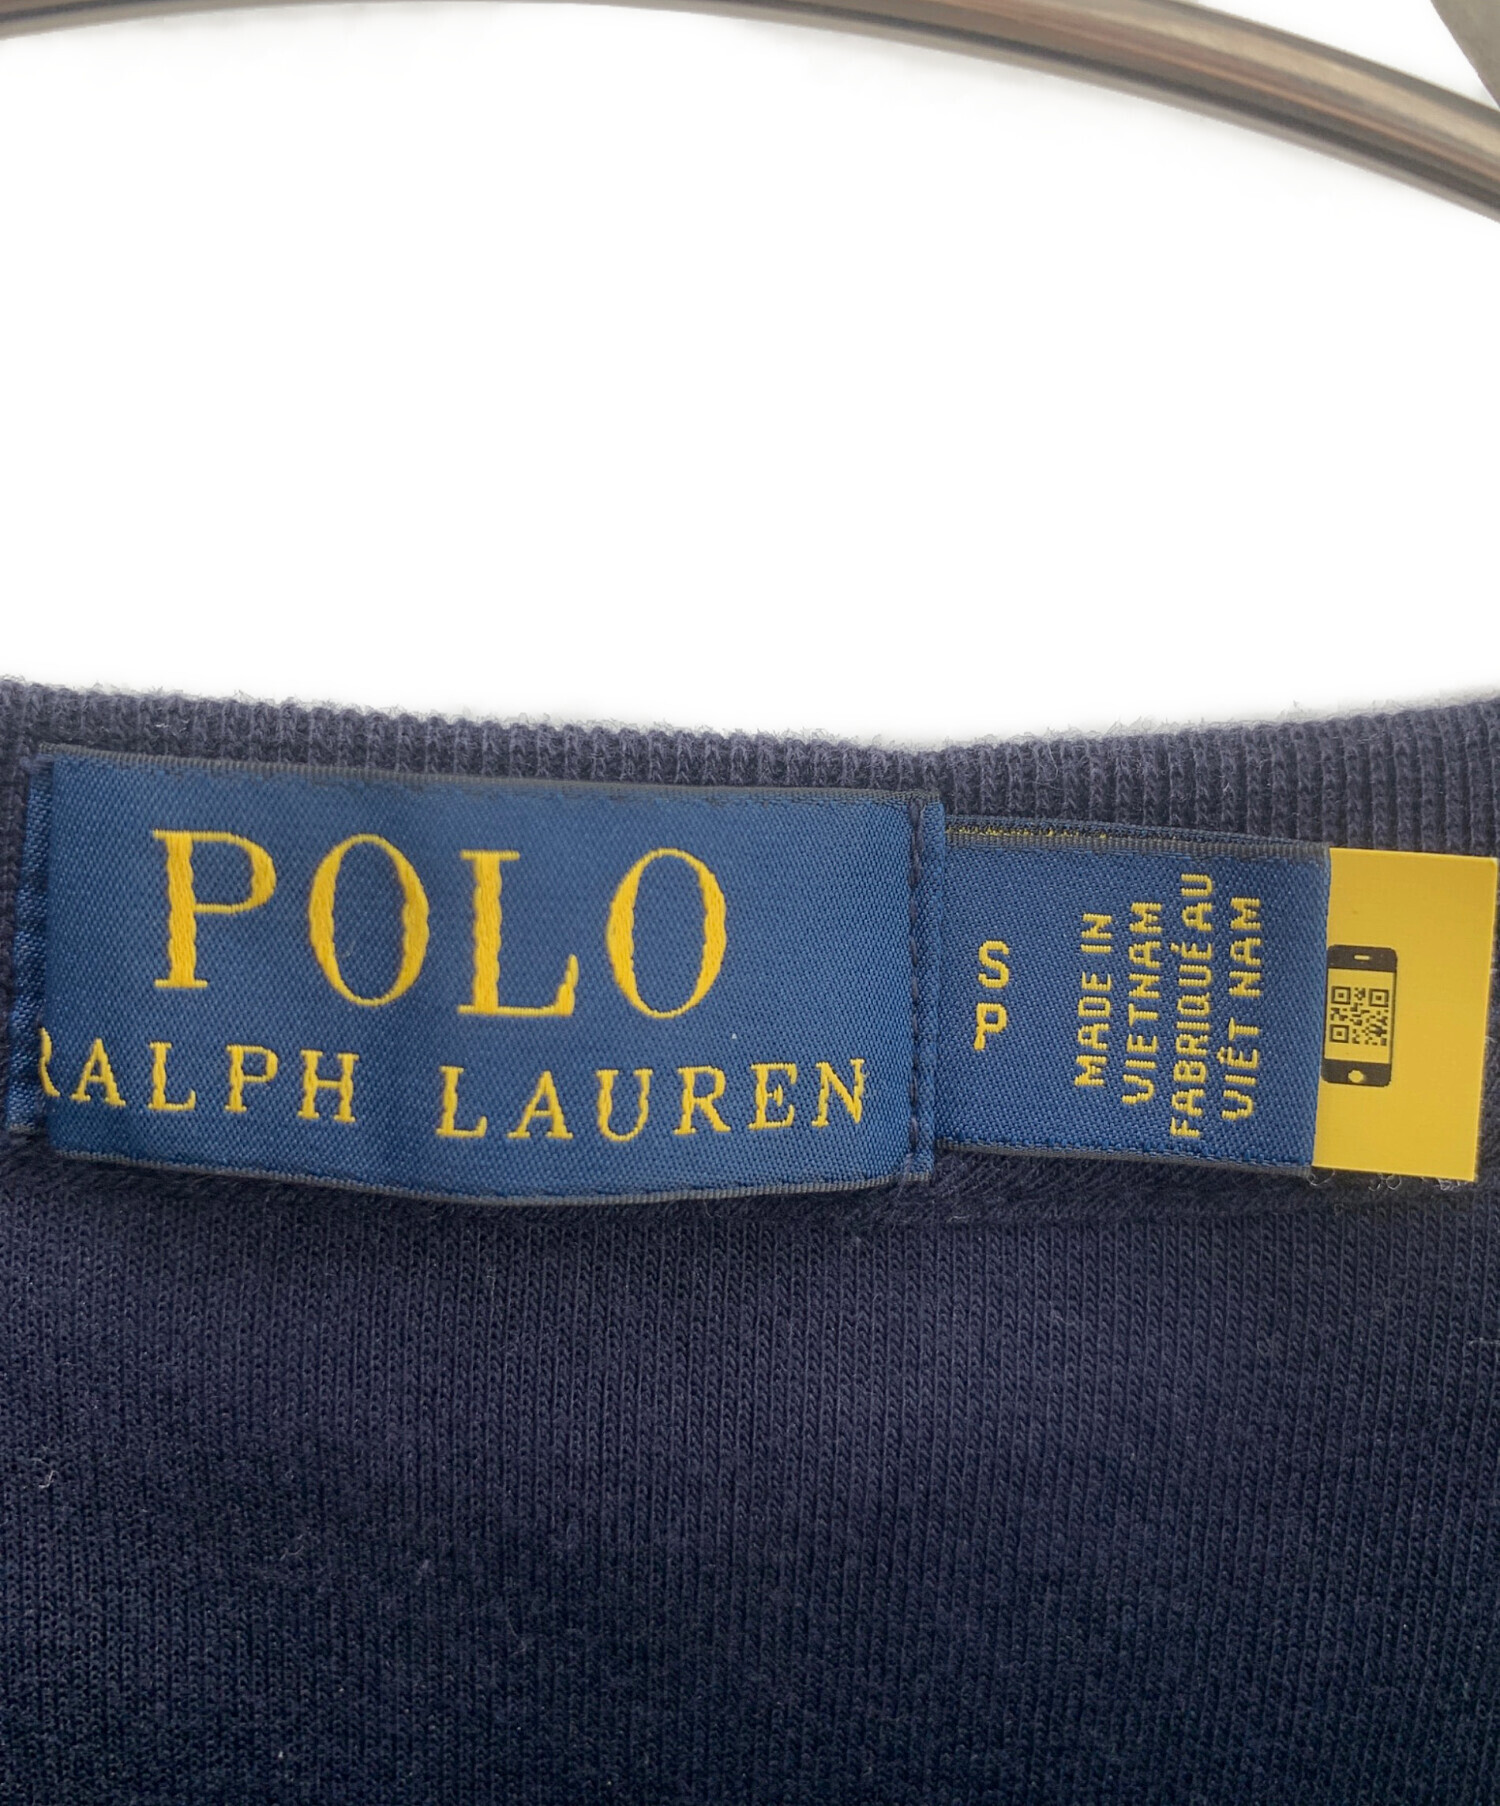 POLO
RALPH LAUREN
S
P
MADE IN
VIETNAM
FABRIQUÉ AU
VIÊT NAM